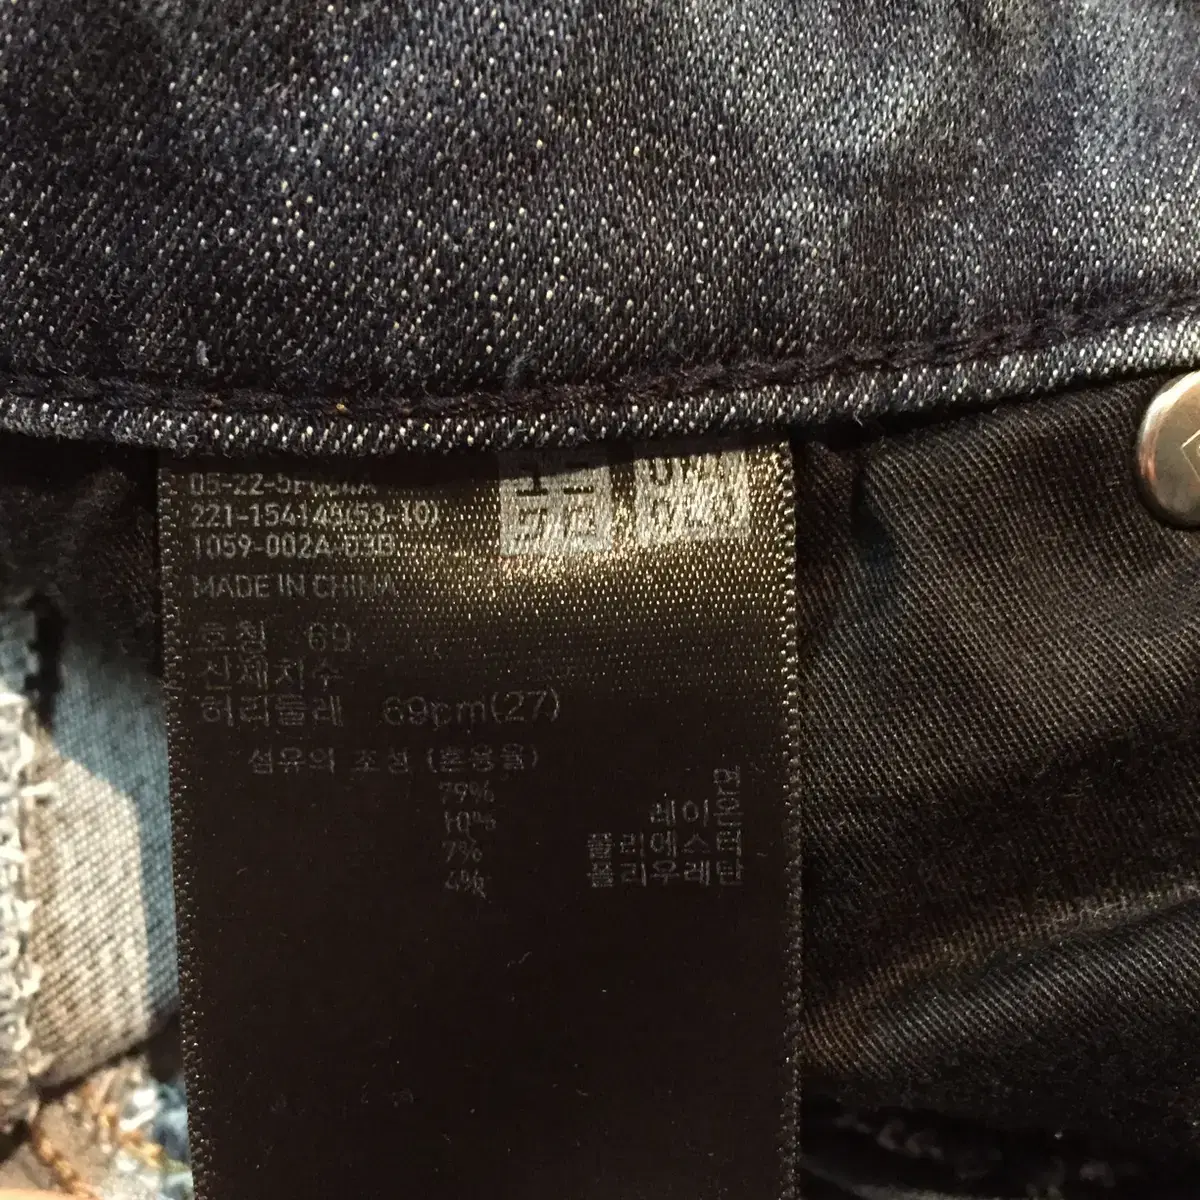 221-154145(53-10)
1059-002A-03B
MADE IN CHINA
호칭 69
신체치수
허리둘레 69cm(27)
섬유의 조성 (혼용율)
79% 면
10% 레이온
7% 폴리에스터
4% 폴리우레탄